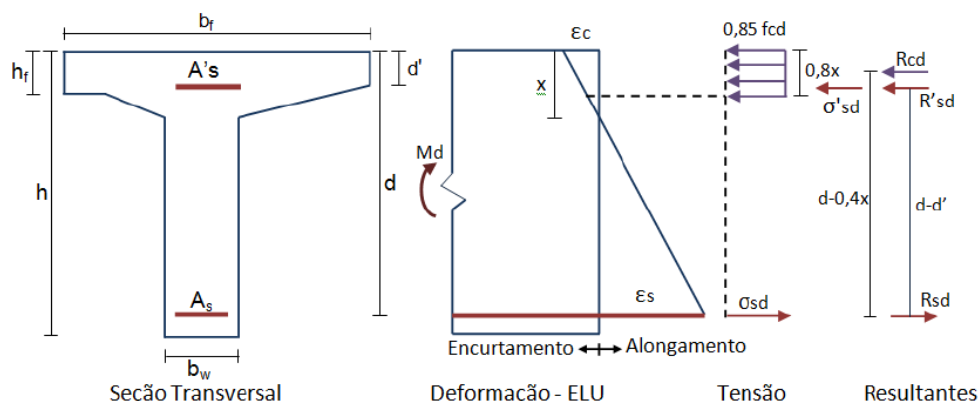 bf
hf
A's
d'
h
d
As
bw
Secão Transversal
εc
x
Md
εs
Encurtamento
Alongamento
Deformação - ELU
0,85 fcd
0,8x
σ'sd
σsd
Tensão
Rcd
R'sd
d-0,4x
d-d'
Rsd
Resultantes